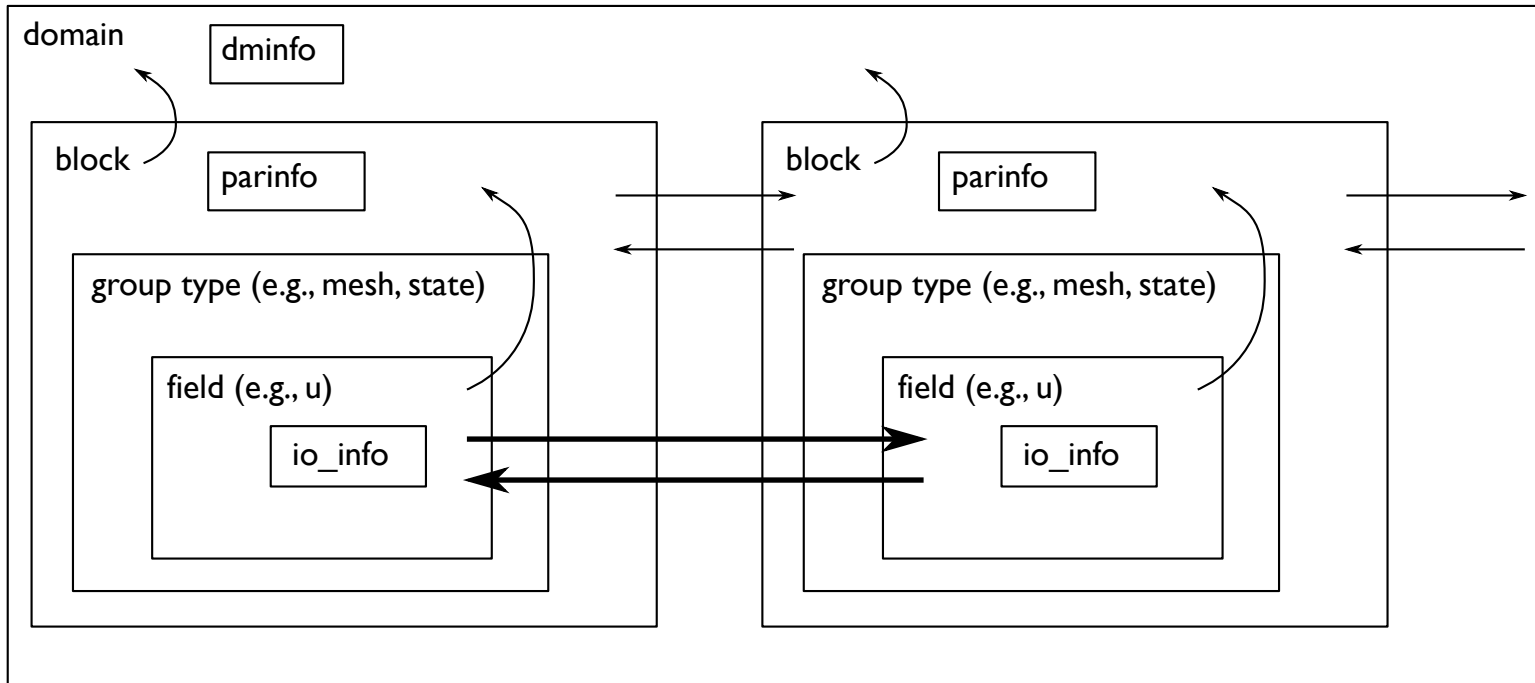 domain
dminfo
block
parinfo
group type (e.g., mesh, state)
field (e.g., u)
io_info
block
parinfo
group type (e.g., mesh, state)
field (e.g., u)
io_info